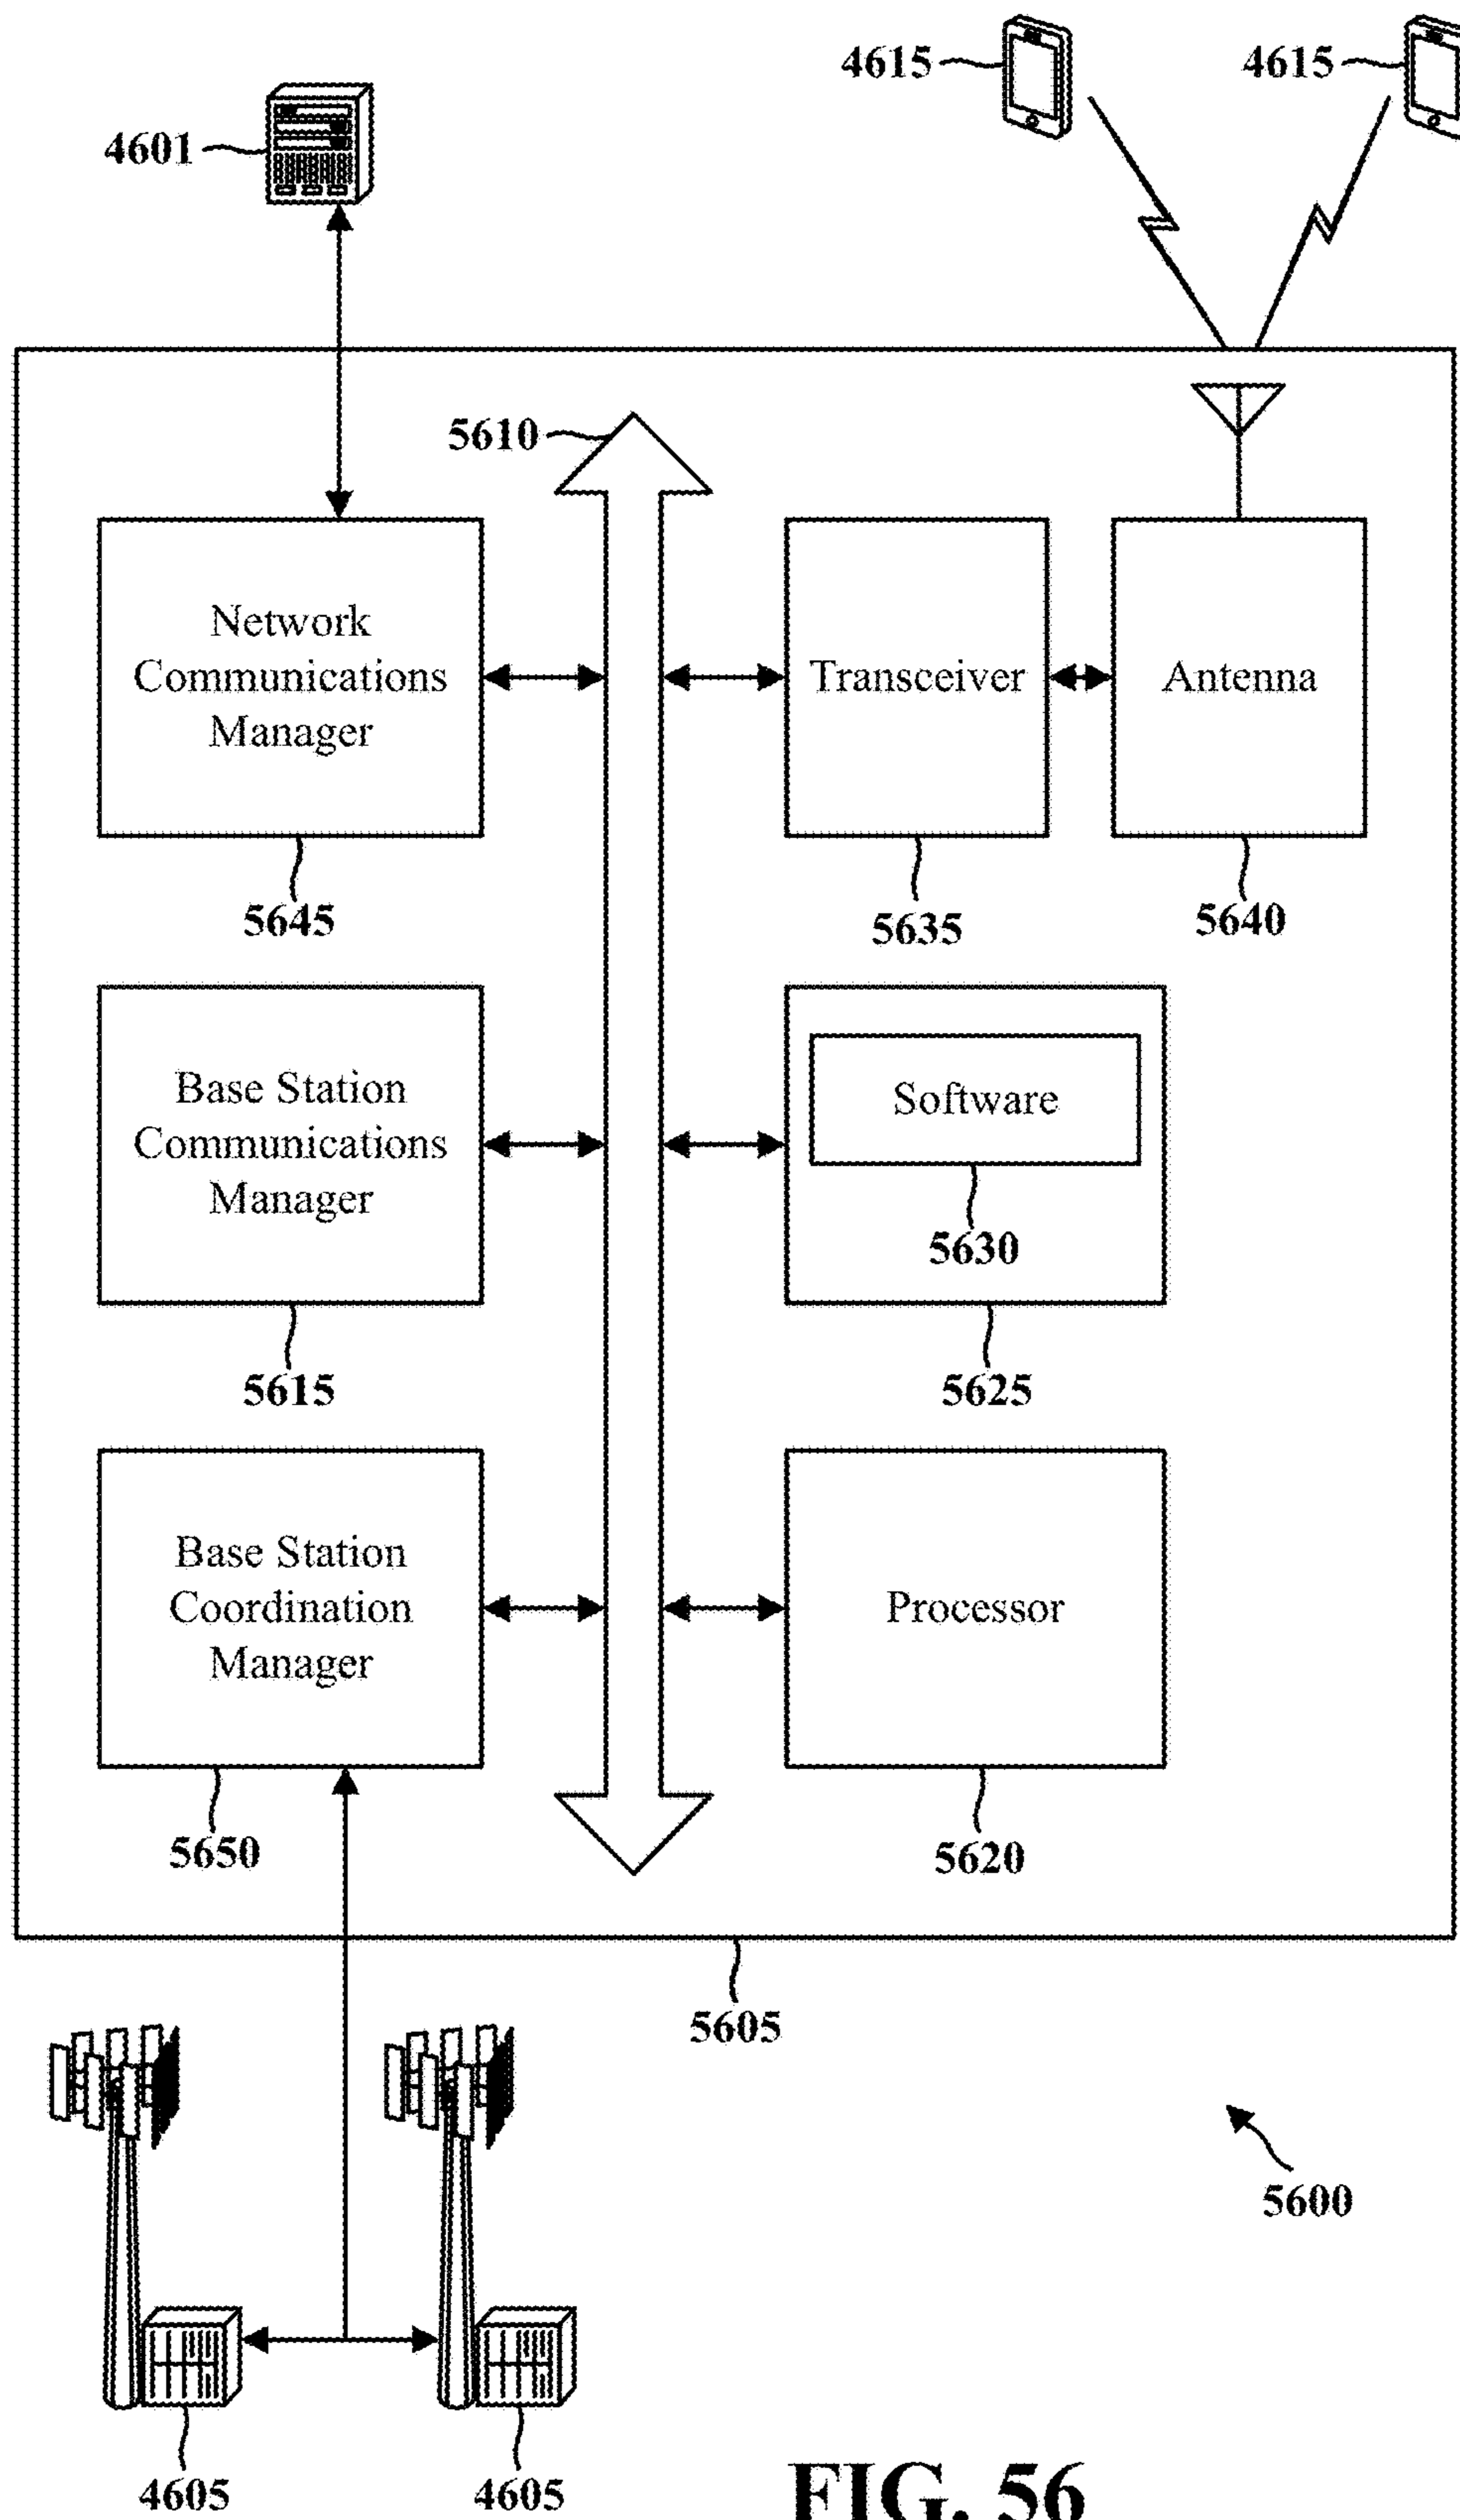 4615
4615
4601
5610
Network
Communications
Manager
Transceiver
Antenna
5645
5635
5640
Base Station
Communications
Manager
Software
5630
5615
5625
Base Station
Coordination
Manager
Processor
5650
5620
5605
5600
4605
4605
FIG. 56